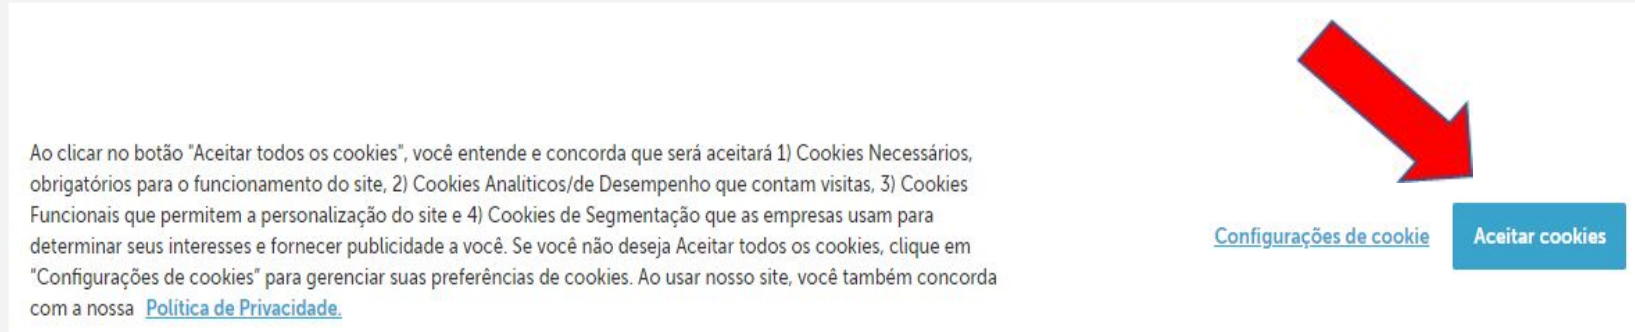 Ao clicar no botão "Aceitar todos os cookies", você entende e concorda que será aceitará 1) Cookies Necessários,
obrigatórios para o funcionamento do site, 2) Cookies Analíticos/de Desempenho que contam visitas, 3) Cookies
Funcionais que permitem a personalização do site e 4) Cookies de Segmentação que as empresas usam para
determinar seus interesses e fornecer publicidade a você. Se você não deseja Aceitar todos os cookies, clique em
"Configurações de cookies" para gerenciar suas preferências de cookies. Ao usar nosso site, você também concorda
com a nossa Política de Privacidade.
Configurações de cookie
Aceitar cookies